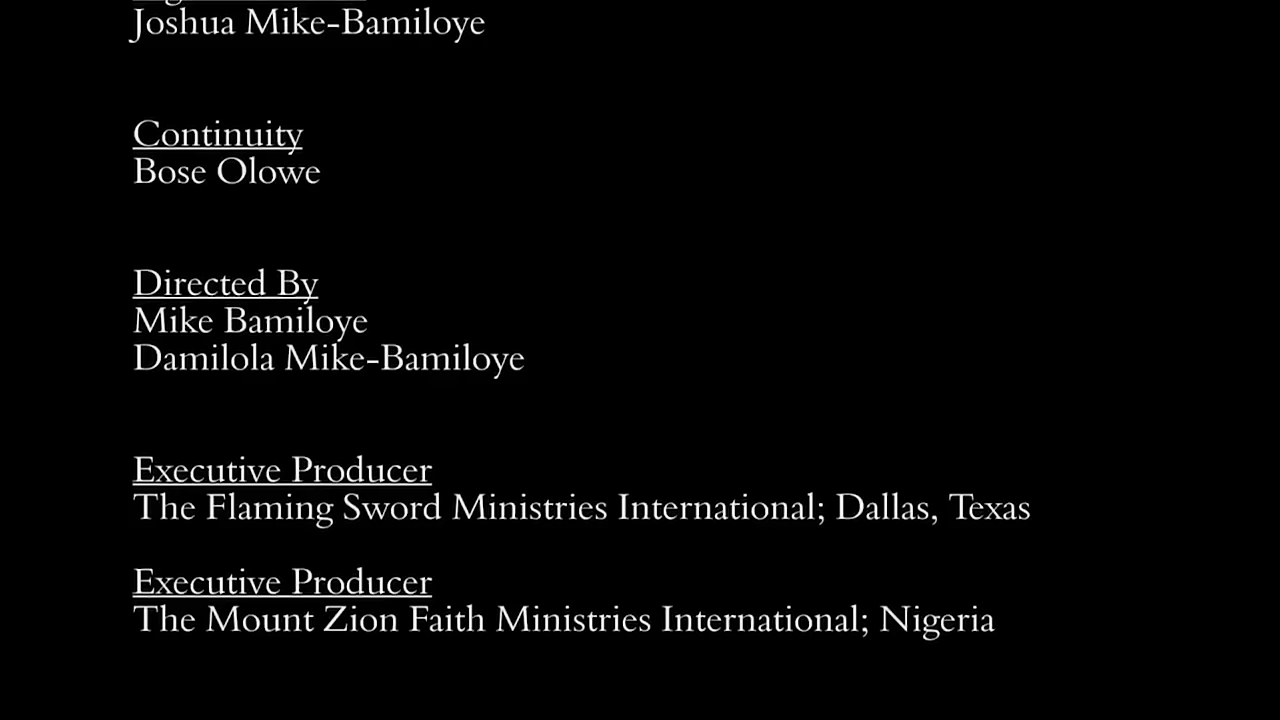 Joshua Mike-Bamiloye
Continuity
Bose Olowe
Directed By
Mike Bamiloye
Damilola Mike-Bamiloye
Executive Producer
The Flaming Sword Ministries International; Dallas, Texas
Executive Producer
The Mount Zion Faith Ministries International; Nigeria